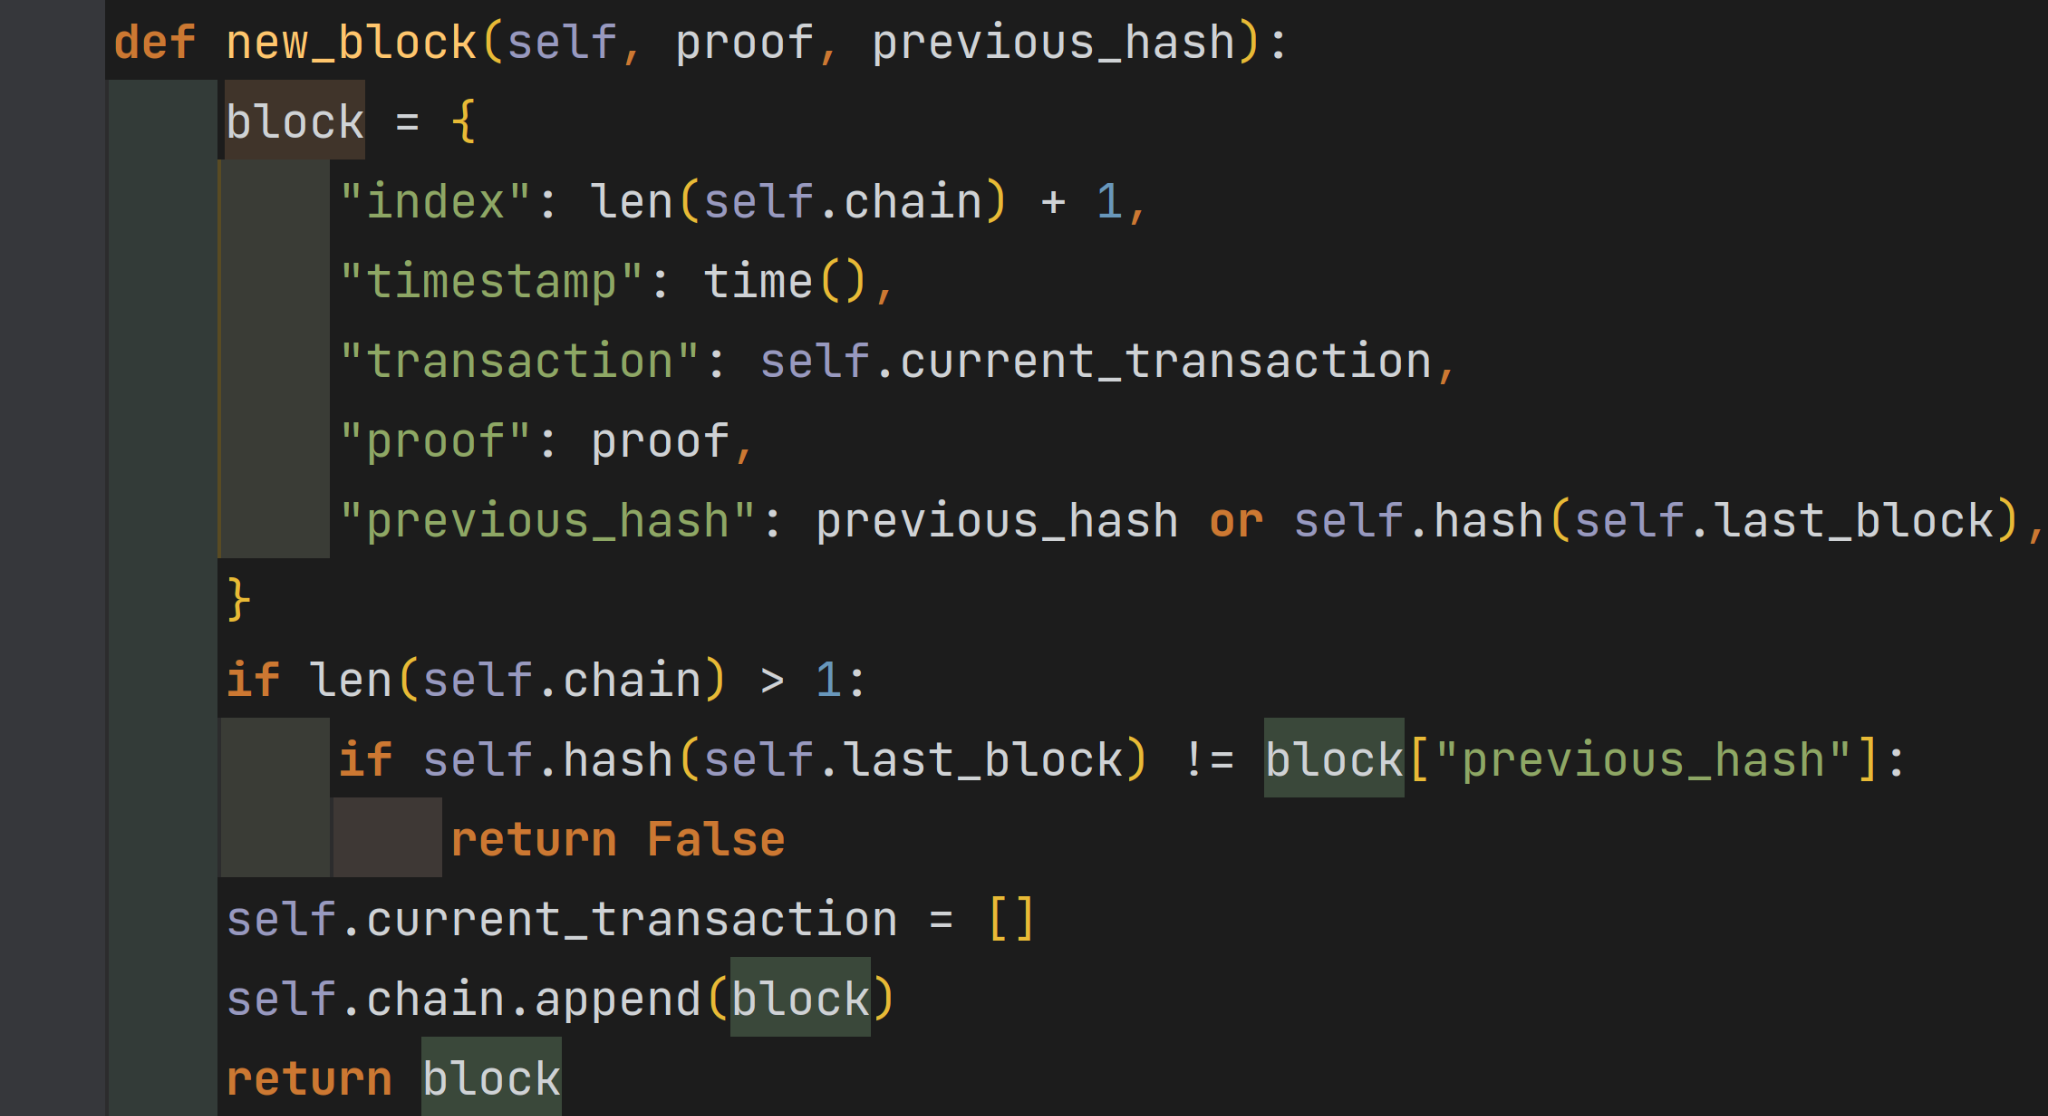 def new_block(self, proof, previous_hash):
    block = {
        "index": len(self.chain) + 1,
        "timestamp": time(),
        "transaction": self.current_transaction,
        "proof": proof,
        "previous_hash": previous_hash or self.hash(self.last_block),
    }
    if len(self.chain) > 1:
        if self.hash(self.last_block) != block["previous_hash"]:
            return False
    self.current_transaction = []
    self.chain.append(block)
    return block